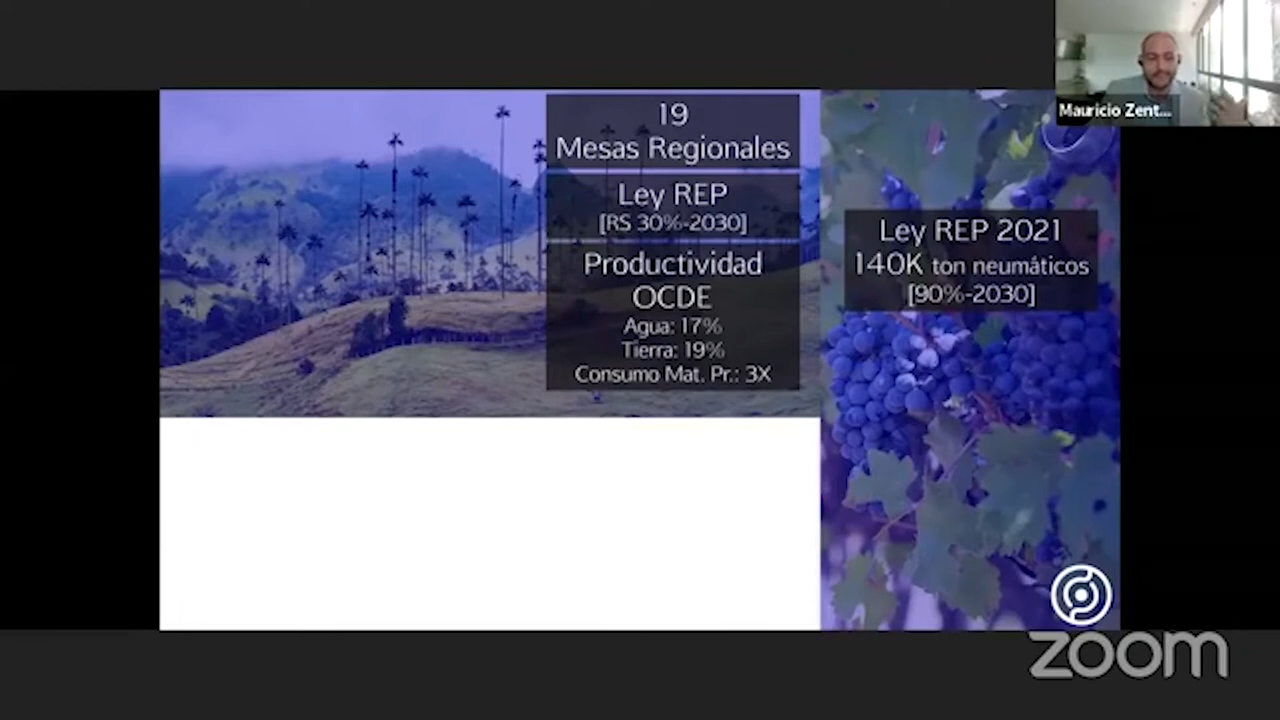 Mauricio Zent...
19
Mesas Regionales
Ley REP
[RS 30%-2030]
Productividad
OCDE
Agua: 17%
Tierra: 19%
Consumo Mat. Pr.: 3X
Ley REP 2021
140K ton neumáticos
[90%-2030]
zoom